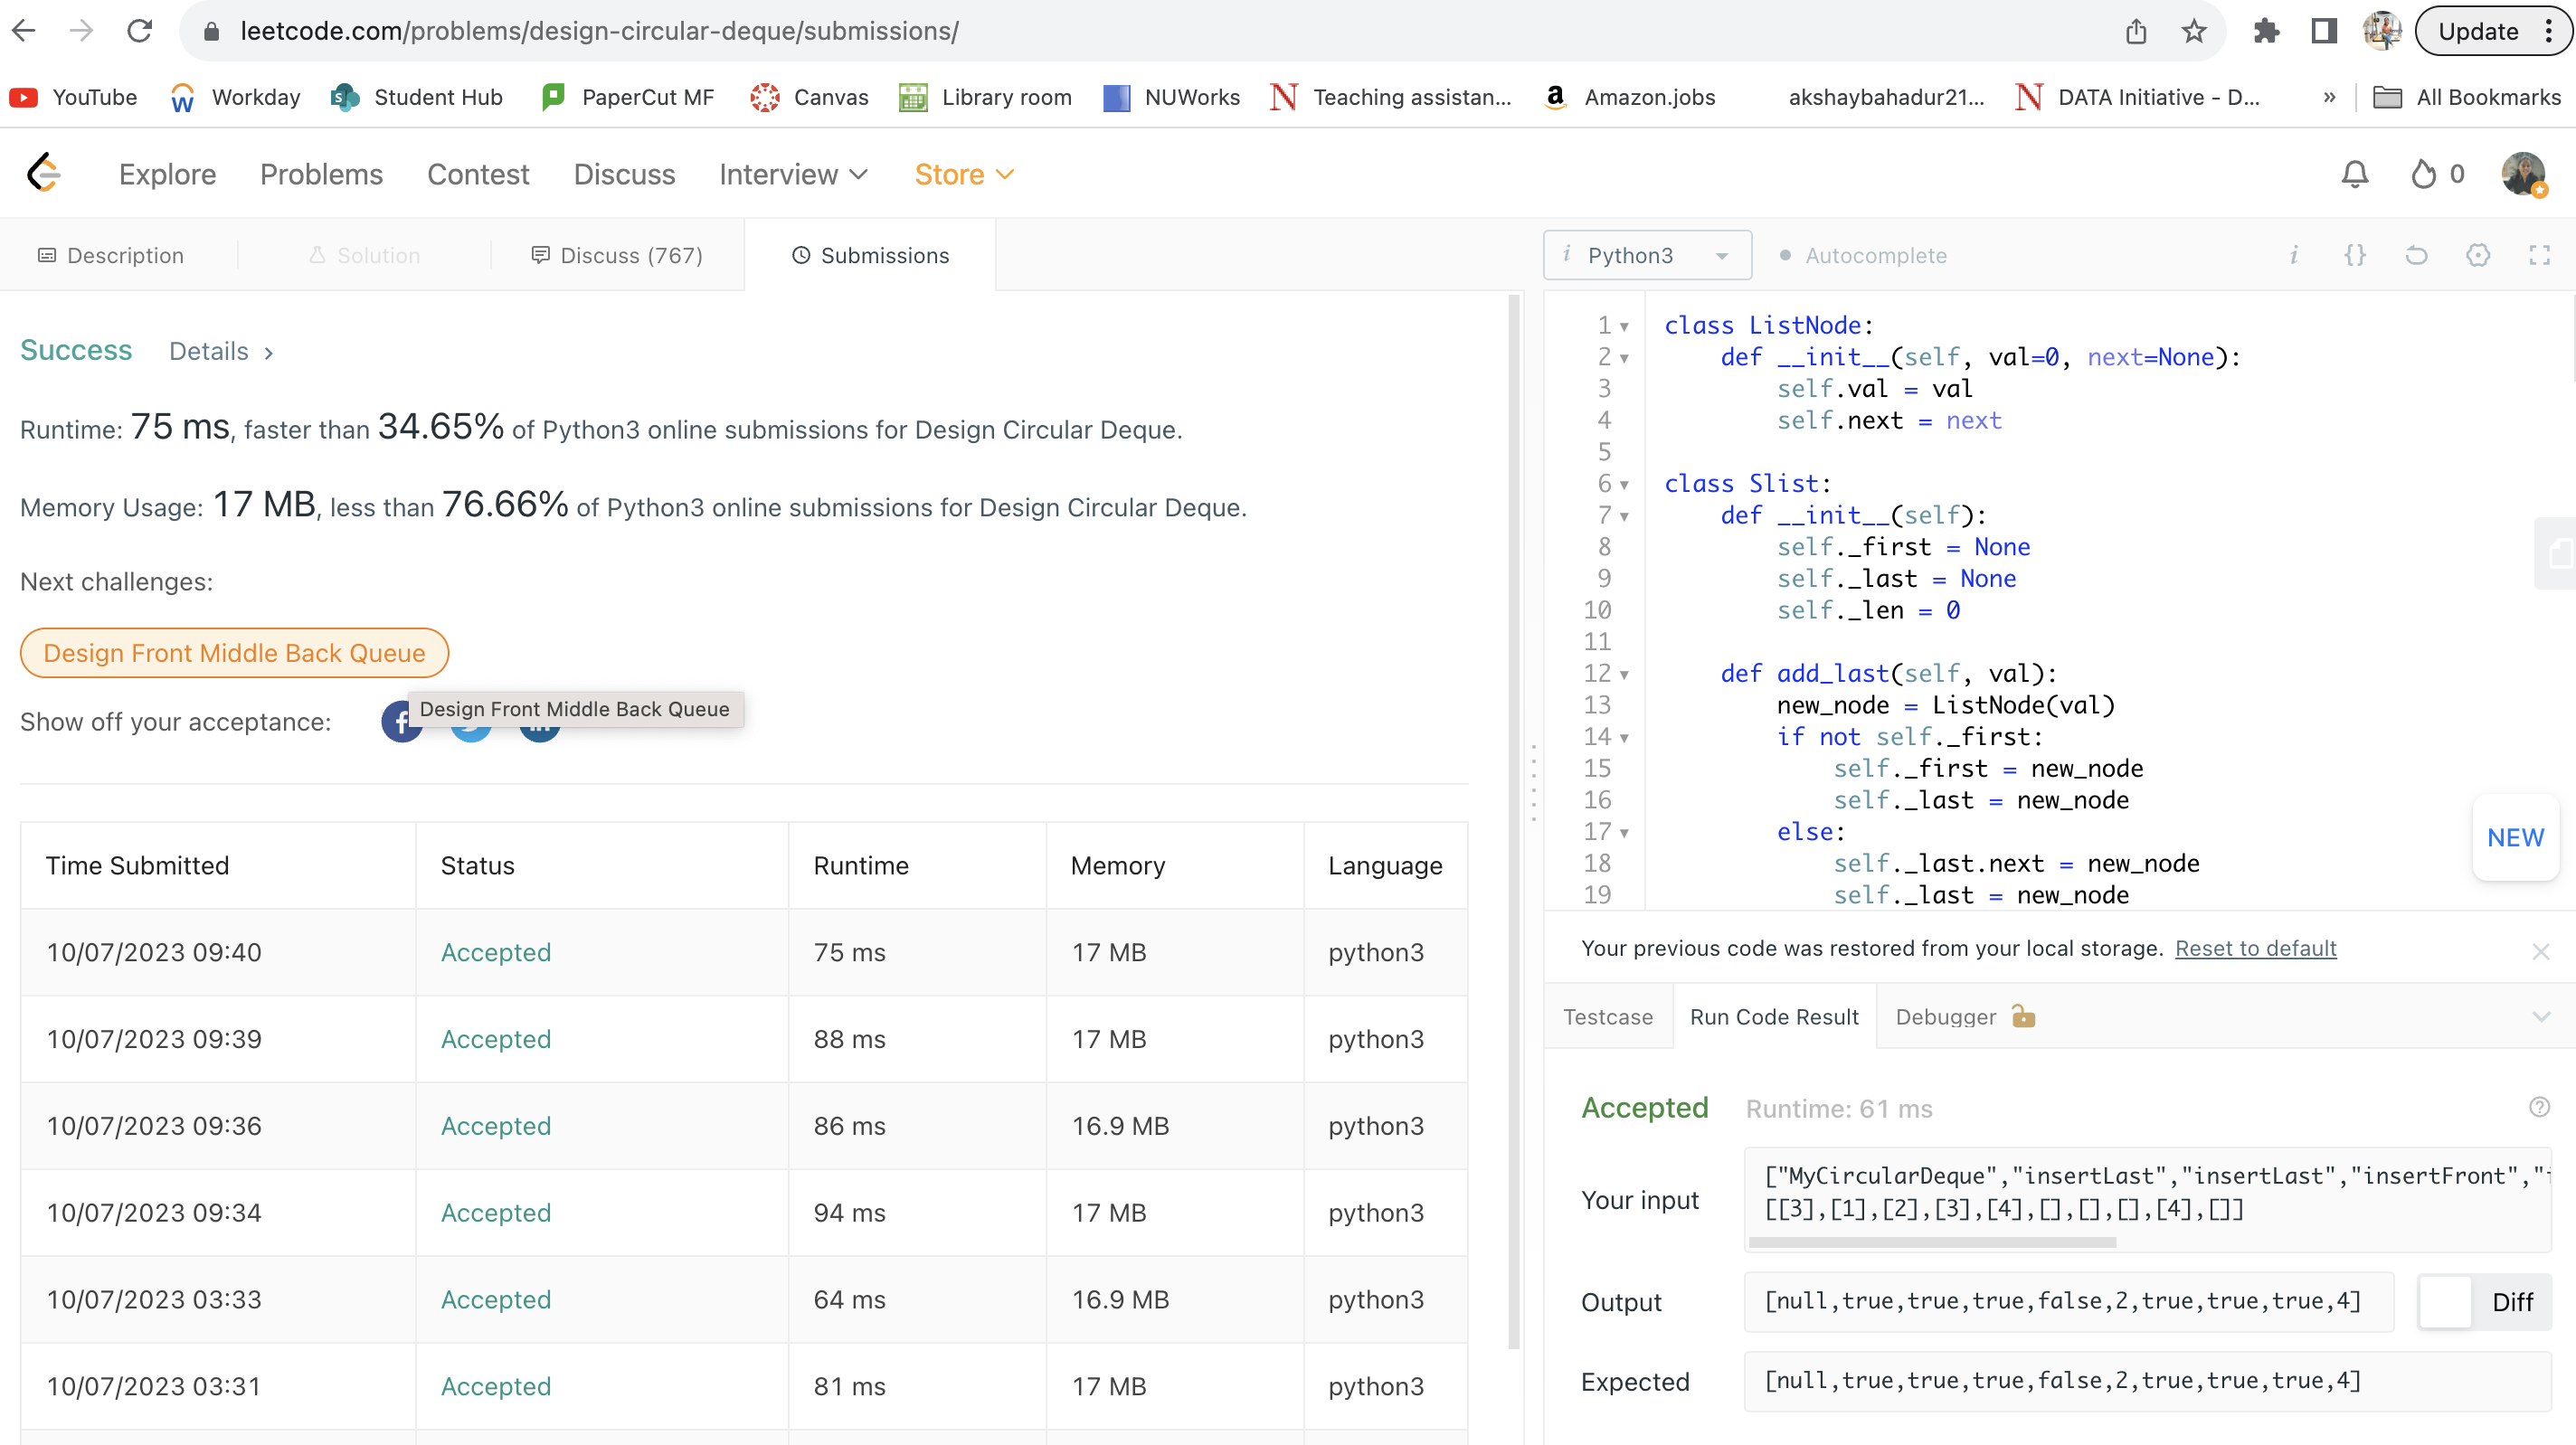 leetcode.com/problems/design-circular-deque/submissions/
Update
YouTube Workday Student Hub PaperCut MF Canvas Library room NUWorks Teaching assistan... Amazon.jobs akshaybahadur21... DATA Initiative - D... » All Bookmarks
Explore Problems Contest Discuss Interview Store 0
Description Solution Discuss (767) Submissions
Success Details ›
Runtime: 75 ms, faster than 34.65% of Python3 online submissions for Design Circular Deque.
Memory Usage: 17 MB, less than 76.66% of Python3 online submissions for Design Circular Deque.
Next challenges:
Design Front Middle Back Queue
Show off your acceptance:
Design Front Middle Back Queue
Time Submitted Status Runtime Memory Language
10/07/2023 09:40 Accepted 75 ms 17 MB python3
10/07/2023 09:39 Accepted 88 ms 17 MB python3
10/07/2023 09:36 Accepted 86 ms 16.9 MB python3
10/07/2023 09:34 Accepted 94 ms 17 MB python3
10/07/2023 03:33 Accepted 64 ms 16.9 MB python3
10/07/2023 03:31 Accepted 81 ms 17 MB python3
i Python3 Autocomplete i {}
1 class ListNode:
2     def __init__(self, val=0, next=None):
3         self.val = val
4         self.next = next
5
6 class Slist:
7     def __init__(self):
8         self._first = None
9         self._last = None
10         self._len = 0
11
12     def add_last(self, val):
13         new_node = ListNode(val)
14         if not self._first:
15             self._first = new_node
16             self._last = new_node
17         else:
18             self._last.next = new_node
19             self._last = new_node
NEW
Your previous code was restored from your local storage. Reset to default
Testcase Run Code Result Debugger
Accepted Runtime: 61 ms
Your input
["MyCircularDeque","insertLast","insertLast","insertFront","i
[[3],[1],[2],[3],[4],[],[],[],[4],[]]
Output [null,true,true,true,false,2,true,true,true,4] Diff
Expected [null,true,true,true,false,2,true,true,true,4]